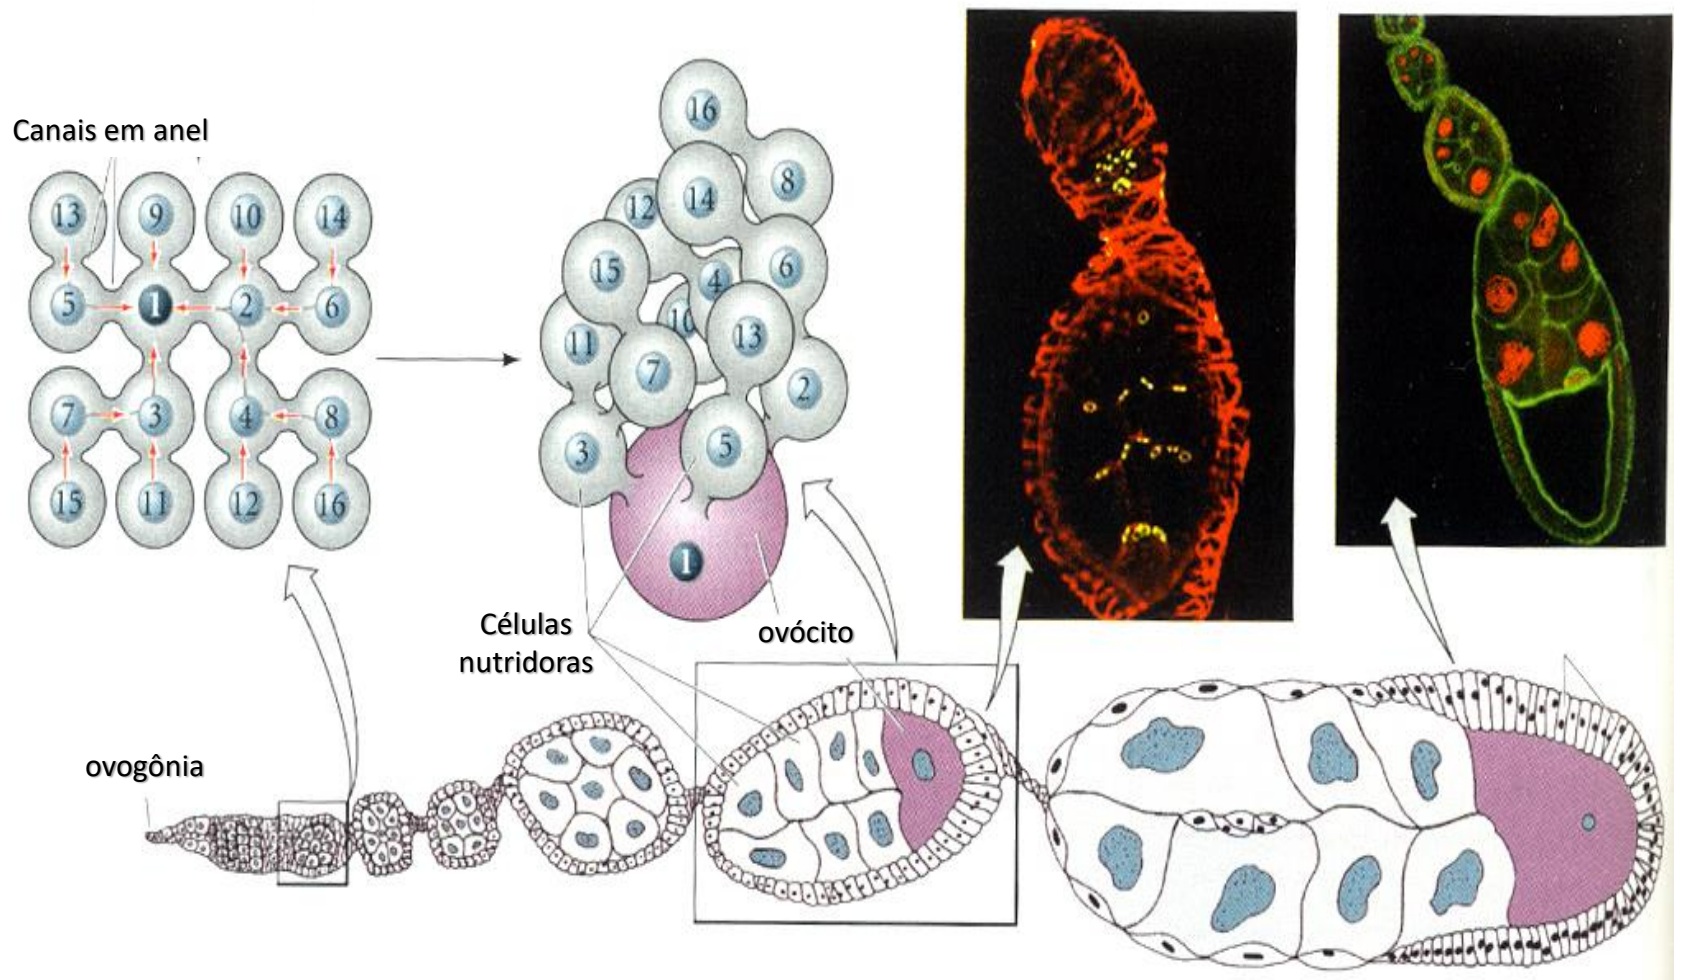 Canais em anel
13 9 10 14
5 1 2 6
7 3 4 8
15 11 12 16
16
8
12 14
15 4 6
11 10 13
7 2
3 5
1
Células
nutridoras
ovócito
ovogônia